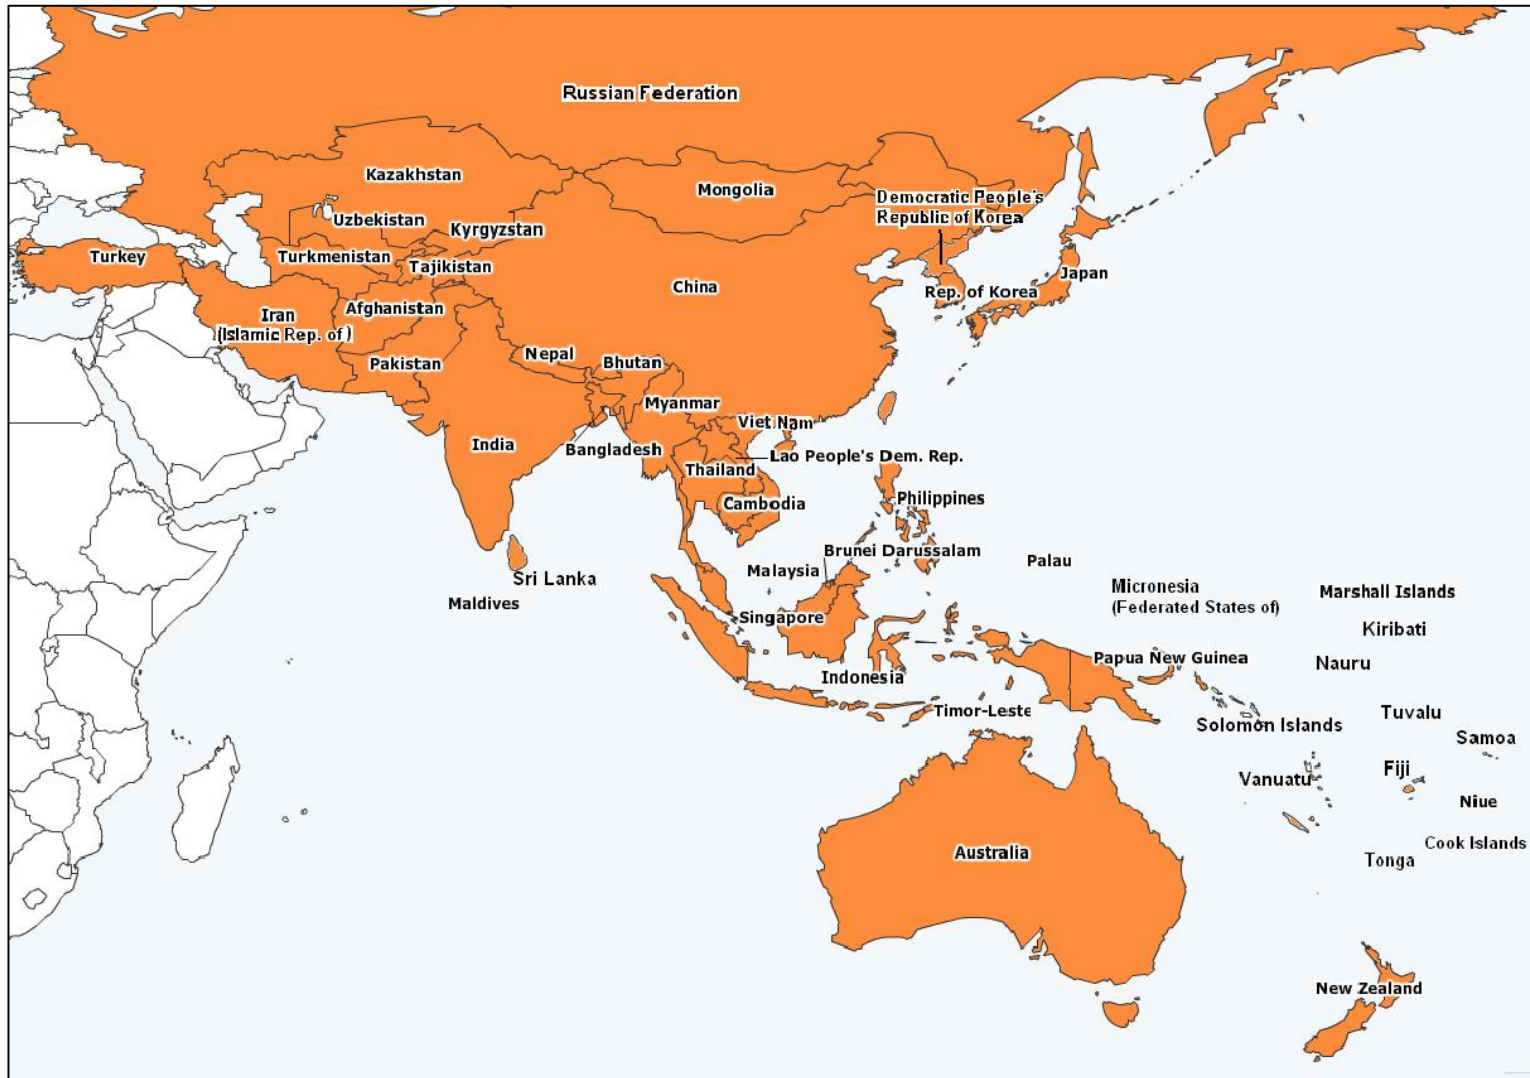 Russian Federation
Kazakhstan
Mongolia
Democratic People's
Republic of Korea
Uzbekistan
Kyrgyzstan
Turkey
Turkmenistan
Tajikistan
Japan
China
Rep. of Korea
Afghanistan
Iran
(Islamic Rep. of)
Nepal
Bhutan
Pakistan
Myanmar
Viet Nam
India
Bangladesh
Lao People's Dem. Rep.
Thailand
Philippines
Cambodia
Brunei Darussalam
Palau
Malaysia
Sri Lanka
Micronesia
(Federated States of)
Marshall Islands
Maldives
Singapore
Kiribati
Papua New Guinea
Nauru
Indonesia
Timor-Leste
Tuvalu
Solomon Islands
Samoa
Fiji
Vanuatu
Niue
Cook Islands
Australia
Tonga
New Zealand